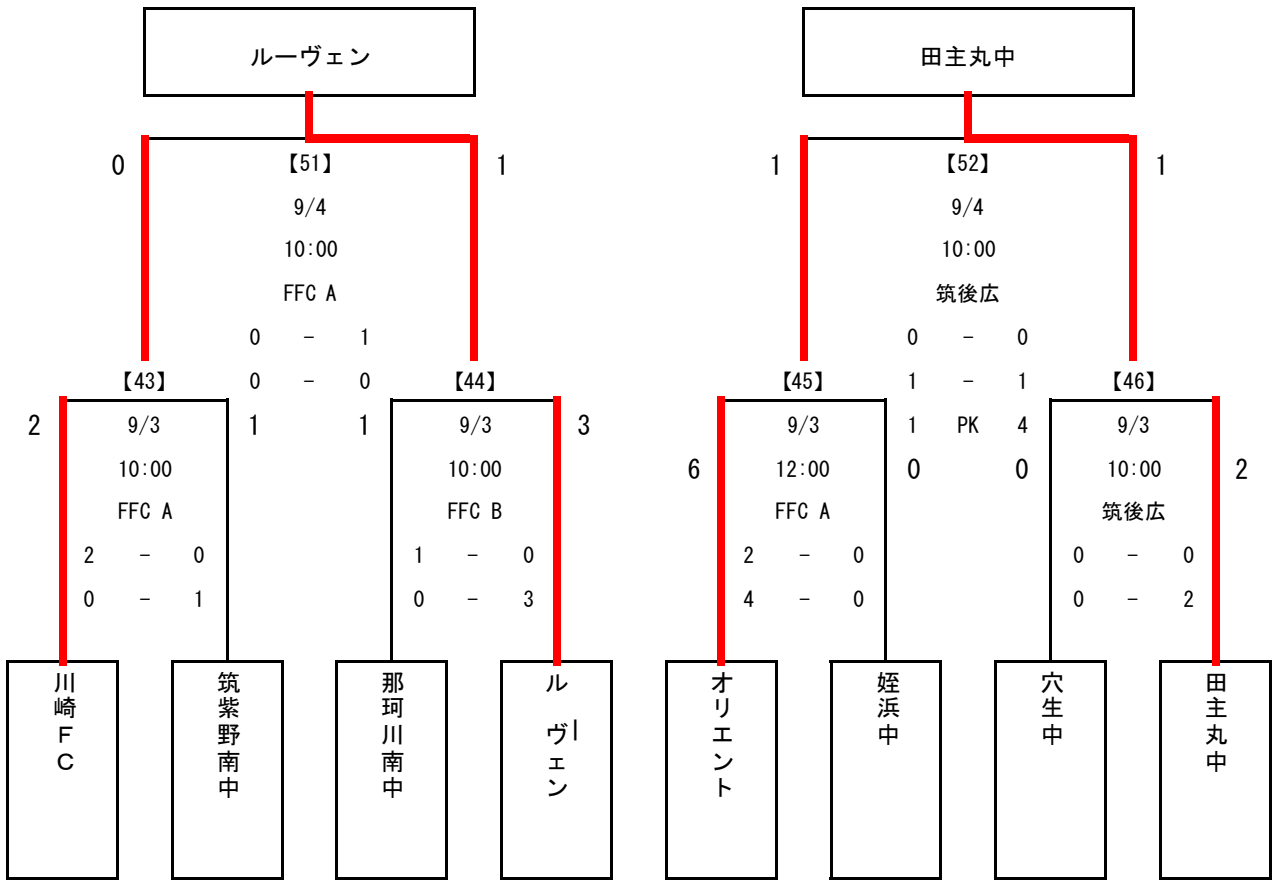 ルーヴェン
田主丸中
0 【51】 1
9/4
10:00
FFC A
0 - 1
0 - 0
1 【52】 1
9/4
10:00
筑後広
0 - 0
1 - 1
1 PK 4
【43】
2 9/3 1
10:00
FFC A
2 - 0
0 - 1
【44】
1 9/3 3
10:00
FFC B
1 - 0
0 - 3
【45】
9/3
6 12:00 0
FFC A
2 - 0
4 - 0
【46】
9/3
0 10:00 2
筑後広
0 - 0
0 - 2
川崎FC
筑紫野南中
那珂川南中
ルーヴェン
オリエント
姪浜中
穴生中
田主丸中